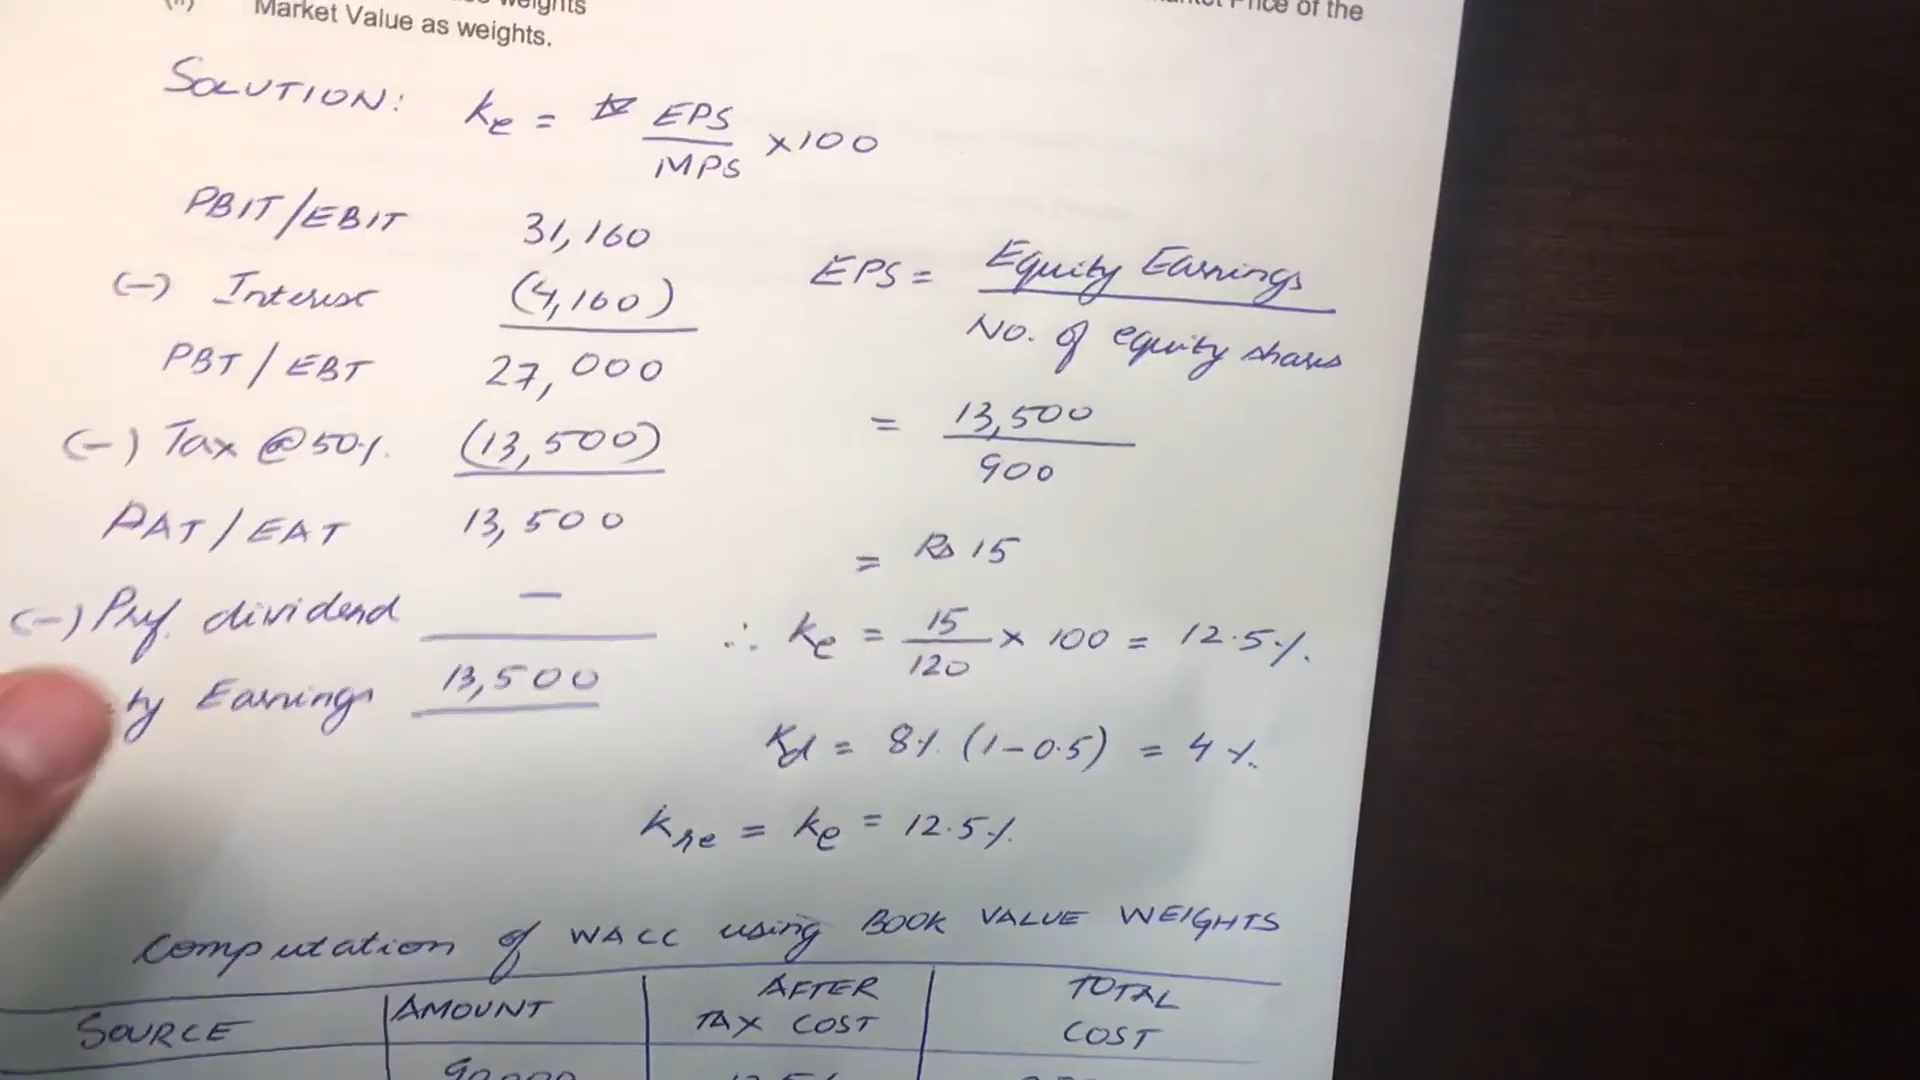 Market Value as weights.
SOLUTION: ke = EPS / MPS × 100
PBIT/EBIT 31,160
(-) Interest (4,160)
PBT/EBT 27,000
(-) Tax @50%. (13,500)
PAT/EAT 13,500
(-) Pref. dividend —
ty Earnings 13,500
EPS = Equity Earnings / No. of equity shares
= 13,500 / 900
= Rs 15
∴ ke = 15 / 120 × 100 = 12.5%.
Kd = 8% (1-0.5) = 4%.
kre = ke = 12.5%.
Computation of WACC using BOOK VALUE WEIGHTS
SOURCE AMOUNT AFTER TAX COST TOTAL COST